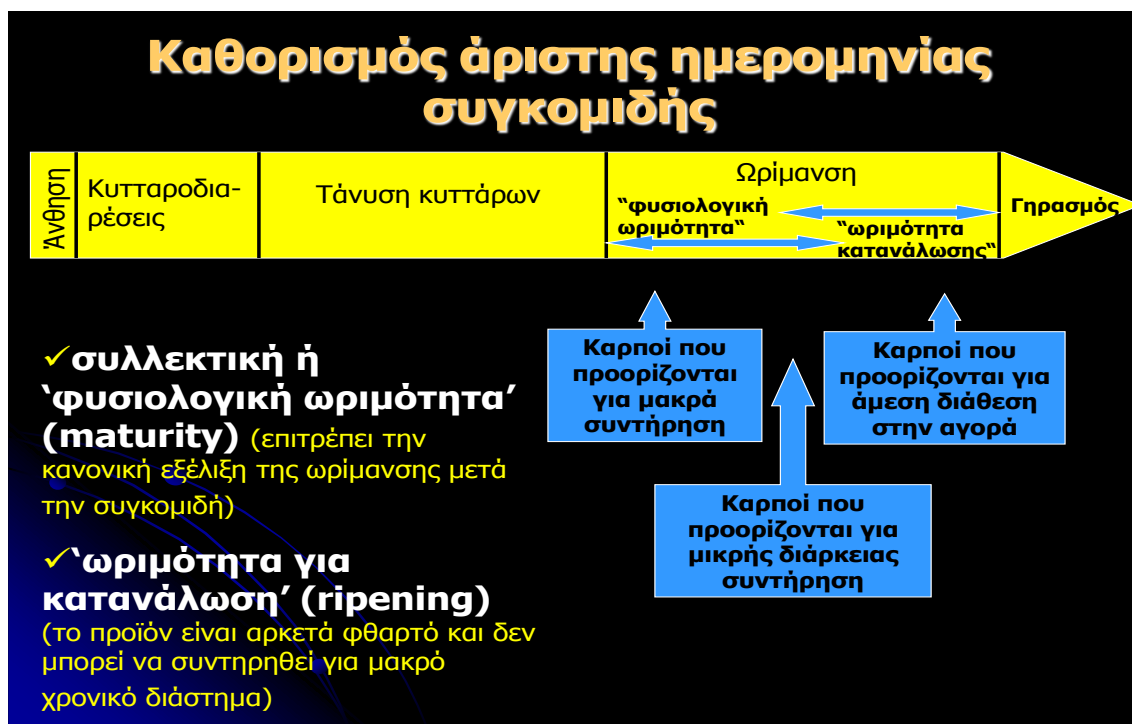 Καθορισμός άριστης ημερομηνίας
συγκομιδής
Άνθηση
Κυτταροδια-
ρέσεις
Τάνυση κυττάρων
Ωρίμανση
"φυσιολογική
ωριμότητα"
"ωριμότητα
κατανάλωσης"
Γηρασμός
Καρποί που
προορίζονται
για μακρά
συντήρηση
Καρποί που
προορίζονται για
μικρής διάρκειας
συντήρηση
Καρποί που
προορίζονται για
άμεση διάθεση
στην αγορά
✓συλλεκτική ή
‘φυσιολογική ωριμότητα’
(maturity) (επιτρέπει την
κανονική εξέλιξη της ωρίμανσης μετά
την συγκομιδή)
✓‘ωριμότητα για
κατανάλωση’ (ripening)
(το προϊόν είναι αρκετά φθαρτό και δεν
μπορεί να συντηρηθεί για μακρό
χρονικό διάστημα)